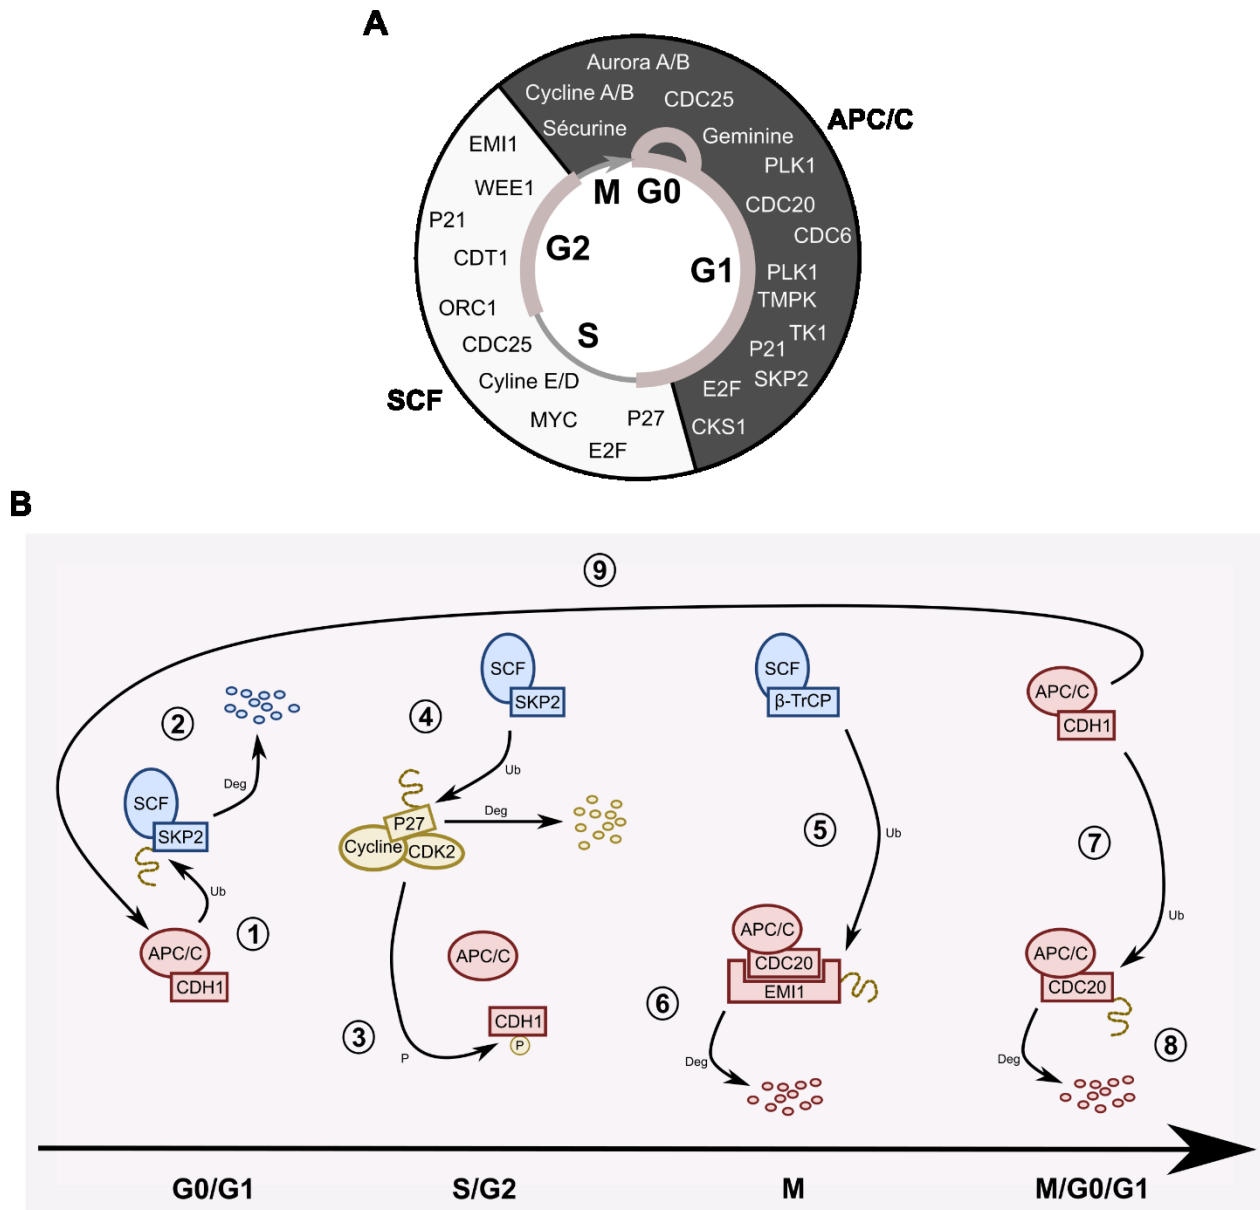 A
Aurora A/B
Cycline A/B
CDC25
APC/C
Sécurine
Geminine
EMI1
PLK1
WEE1
M
G0
CDC20
P21
CDC6
G2
CDT1
G1
PLK1
TMPK
ORC1
S
TK1
CDC25
P21
Cyline E/D
SKP2
E2F
SCF
MYC
P27
CKS1
E2F
B
9
SCF
SKP2
SCF
β-TrCP
APC/C
CDH1
2
4
Deg
Ub
SCF
SKP2
P27
Cycline
CDK2
Deg
5
Ub
7
Ub
1
APC/C
CDH1
Ub
APC/C
CDH1
P
3
P
APC/C
CDC20
EMI1
6
Deg
APC/C
CDC20
8
Deg
G0/G1
S/G2
M
M/G0/G1